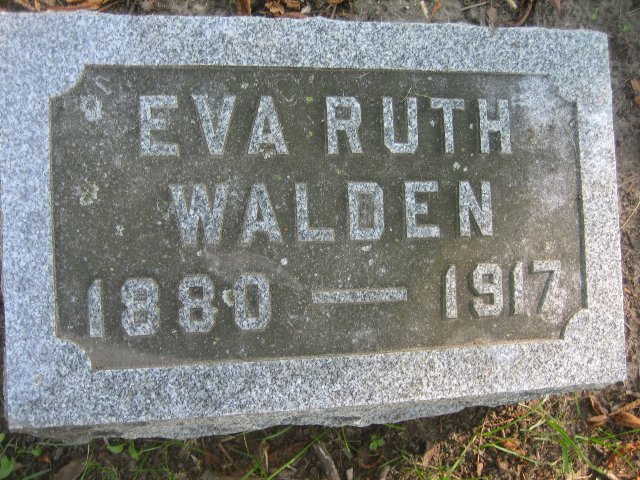 EVA RUTH
WALDEN
1880 — 1917